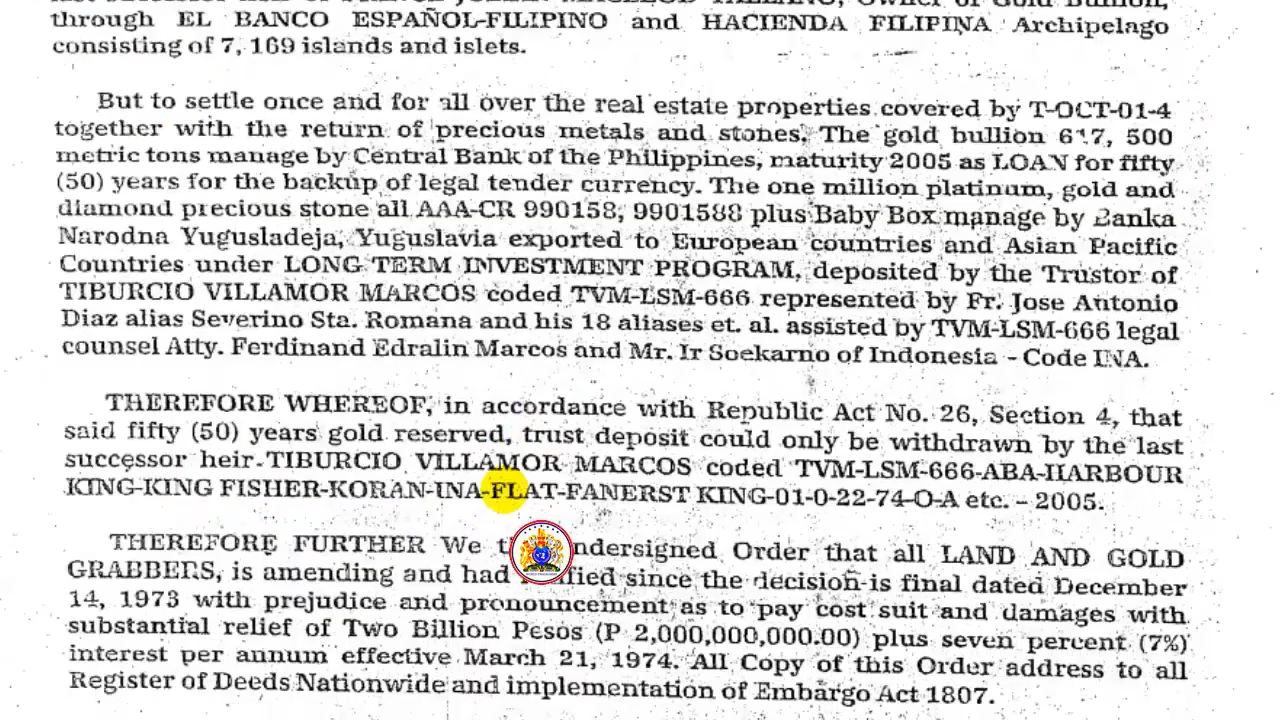 through EL BANCO ESPAÑOL-FILIPINO and HACIENDA FILIPINA Archipelago
consisting of 7, 169 islands and islets.
But to settle once and for all over the real estate properties covered by T-OCT-01-4
together with the return of precious metals and stones. The gold bullion 617, 500
metric tons manage by Central Bank of the Philippines, maturity 2005 as LOAN for fifty
(50) years for the backup of legal tender currency. The one million platinum, gold and
diamond precious stone all AAA-CR 990158, 9901588 plus Baby Box manage by Banka
Narodna Yugusladeja, Yuguslavia exported to European countries and Asian Pacific
Countries under LONG TERM INVESTMENT PROGRAM, deposited by the Trustor of
TIBURCIO VILLAMOR MARCOS coded TVM-LSM-666 represented by Fr. Jose Antonio
Diaz alias Severino Sta. Romana and his 18 aliases et. al. assisted by TVM-LSM-666 legal
counsel Atty. Ferdinand Edralin Marcos and Mr. Ir Soekarno of Indonesia - Code INA.
THEREFORE WHEREOF, in accordance with Republic Act No. 26, Section 4, that
said fifty (50) years gold reserved, trust deposit could only be withdrawn by the last
successor heir-TIBURCIO VILLAMOR MARCOS coded TVM-LSM-666-ABA-HARBOUR
KING-KING FISHER-KORAN-INA-FLAT-FANERST KING-01-0-22-74-O-A etc. - 2005.
THEREFORE FURTHER We ndersigned Order that all LAND AND GOLD
GRABBERS, is amending and had fied since the decision is final dated December
14, 1973 with prejudice and pronouncement as to pay cost suit and damages with
substantial relief of Two Billion Pesos (P 2,000,000,000.00) plus seven percent (7%)
interest per annum effective March 21, 1974. All Copy of this Order address to all
Register of Deeds Nationwide and implementation of Embargo Act 1807.